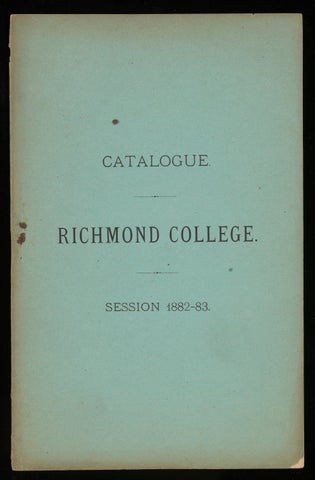 CATALOGUE.
RICHMOND COLLEGE.
SESSION 1882-83.